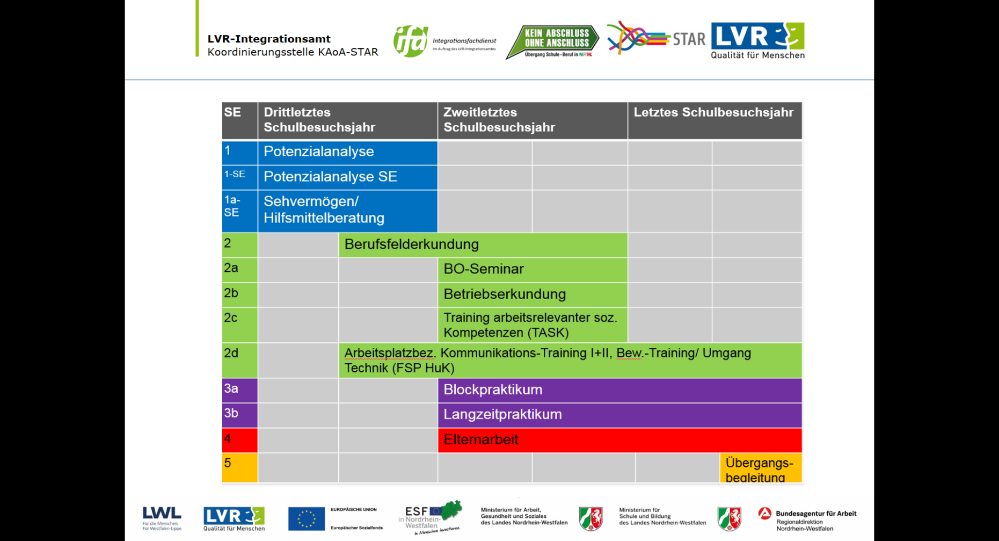 LVR-Integrationsamt
Koordinierungsstelle KAoA-STAR
ifd
Integrationsfachdienst
Im Auftrag des LVR-Integrationsamtes
KEIN ABSCHLUSS
OHNE ANSCHLUSS
Übergang Schule - Beruf in NRW.
STAR
LVR
Qualität für Menschen
SE
Drittletztes
Schulbesuchsjahr
Zweitletztes
Schulbesuchsjahr
Letztes Schulbesuchsjahr
1
Potenzialanalyse
1-SE
Potenzialanalyse SE
1a-
SE
Sehvermögen/
Hilfsmittelberatung
2
Berufsfelderkundung
2a
BO-Seminar
2b
Betriebserkundung
2c
Training arbeitsrelevanter soz.
Kompetenzen (TASK)
2d
Arbeitsplatzbez. Kommunikations-Training I+II, Bew.-Training/ Umgang
Technik (FSP HuK)
3a
Blockpraktikum
3b
Langzeitpraktikum
4
Elternarbeit
5
Übergangs-
begleitung
LWL
Für die Menschen.
Für Westfalen-Lippe
LVR
Qualität für Menschen
EUROPÄISCHE UNION
Europäischer Sozialfonds
ESF
in Nordrhein-
Westfalen
In Menschen investieren.
Ministerium für Arbeit,
Gesundheit und Soziales
des Landes Nordrhein-Westfalen
Ministerium für
Schule und Bildung
des Landes Nordrhein-Westfalen
Bundesagentur für Arbeit
Regionaldirektion
Nordrhein-Westfalen